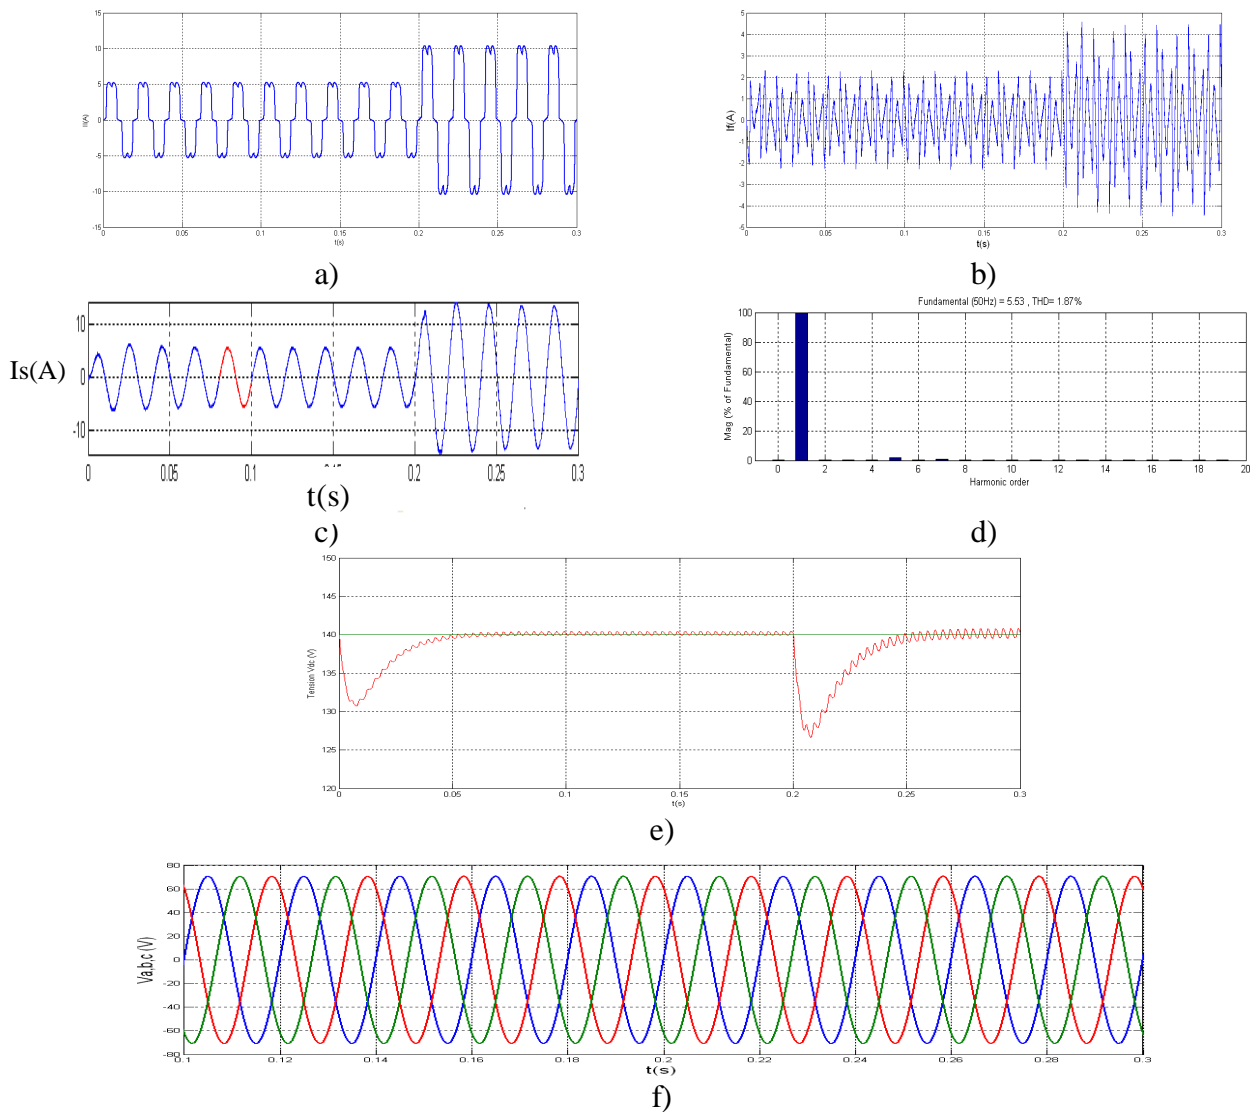 15
10
5
0
-5
-10
-15
0 0.05 0.1 0.15 0.2 0.25 0.3
t(s)
a)
5
4
3
2
1
0
-1
-2
-3
-4
-5
If(A)
0 0.05 0.1 0.15 0.2 0.25 0.3
t(s)
b)
10
0
-10
Is(A)
0 0.05 0.1 0.2 0.25 0.3
t(s)
c)
Fundamental (50Hz) = 5.53 , THD= 1.87%
100
80
60
40
20
0
Mag (% of Fundamental)
0 2 4 6 8 10 12 14 16 18 20
Harmonic order
d)
150
145
140
135
130
125
120
Tension Vdc (V)
0 0.05 0.1 0.15 0.2 0.25 0.3
t(s)
e)
80
60
40
20
0
-20
-40
-60
-80
Va,b,c (V)
0.1 0.12 0.14 0.16 0.18 0.2 0.22 0.24 0.26 0.28 0.3
t(s)
f)